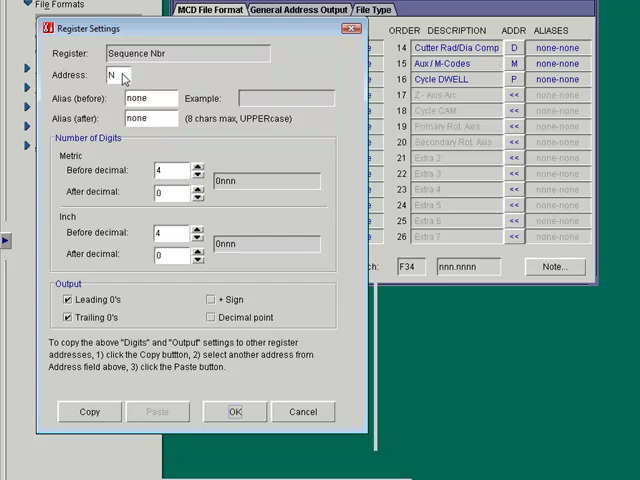 File Formats
MCD File Format General Address Output File Type
Register Settings
ORDER DESCRIPTION ADDR ALIASES
Register: Sequence Nbr
Address: N
Alias (before): none Example:
Alias (after): none (8 chars max, UPPERcase)
Number of Digits
Metric
Before decimal: 4
0nnn
After decimal: 0
Inch
Before decimal: 4
0nnn
After decimal: 0
Output
Leading 0's + Sign
Trailing 0's Decimal point
To copy the above "Digits" and "Output" settings to other register
addresses, 1) click the Copy buttton, 2) select another address from
Address field above, 3) click the Paste button.
Copy Paste OK Cancel
14 Cutter Rad/Dia Comp D none-none
15 Aux / M-Codes M none-none
16 Cycle DWELL P none-none
17 Z - Axis Arc << none-none
18 Cycle CAM << none-none
19 Primary Rot. Axis << none-none
20 Secondary Rot. Axis << none-none
21 Extra 2 << none-none
22 Extra 3 << none-none
23 Extra 4 << none-none
24 Extra 5 << none-none
25 Extra 6 << none-none
26 Extra 7 << none-none
F34 nnn.nnnn Note...